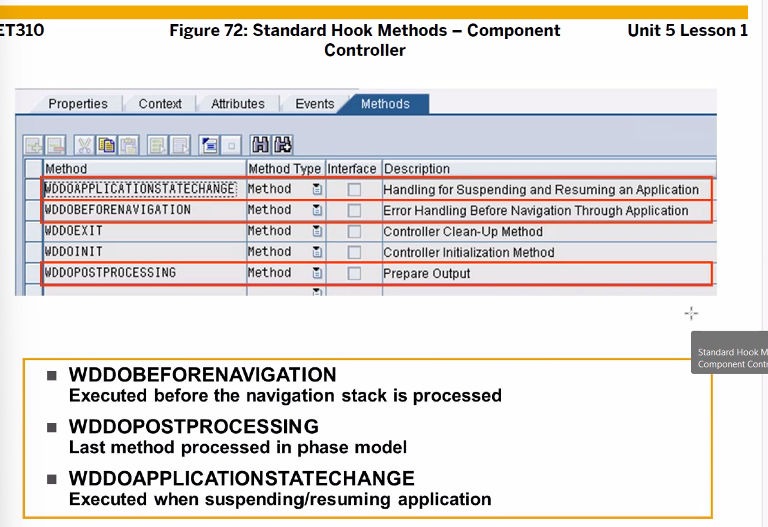 ET310
Figure 72: Standard Hook Methods – Component
Controller
Unit 5 Lesson 1
Properties Context Attributes Events Methods
Method Method Type Interface Description
WDDOAPPLICATIONSTATECHANGE Method Handling for Suspending and Resuming an Application
WDDOBEFORENAVIGATION Method Error Handling Before Navigation Through Application
WDDOEXIT Method Controller Clean-Up Method
WDDOINIT Method Controller Initialization Method
WDDOPOSTPROCESSING Method Prepare Output
Standard Hook M
Component Cont
WDDOBEFORENAVIGATION
Executed before the navigation stack is processed
WDDOPOSTPROCESSING
Last method processed in phase model
WDDOAPPLICATIONSTATECHANGE
Executed when suspending/resuming application